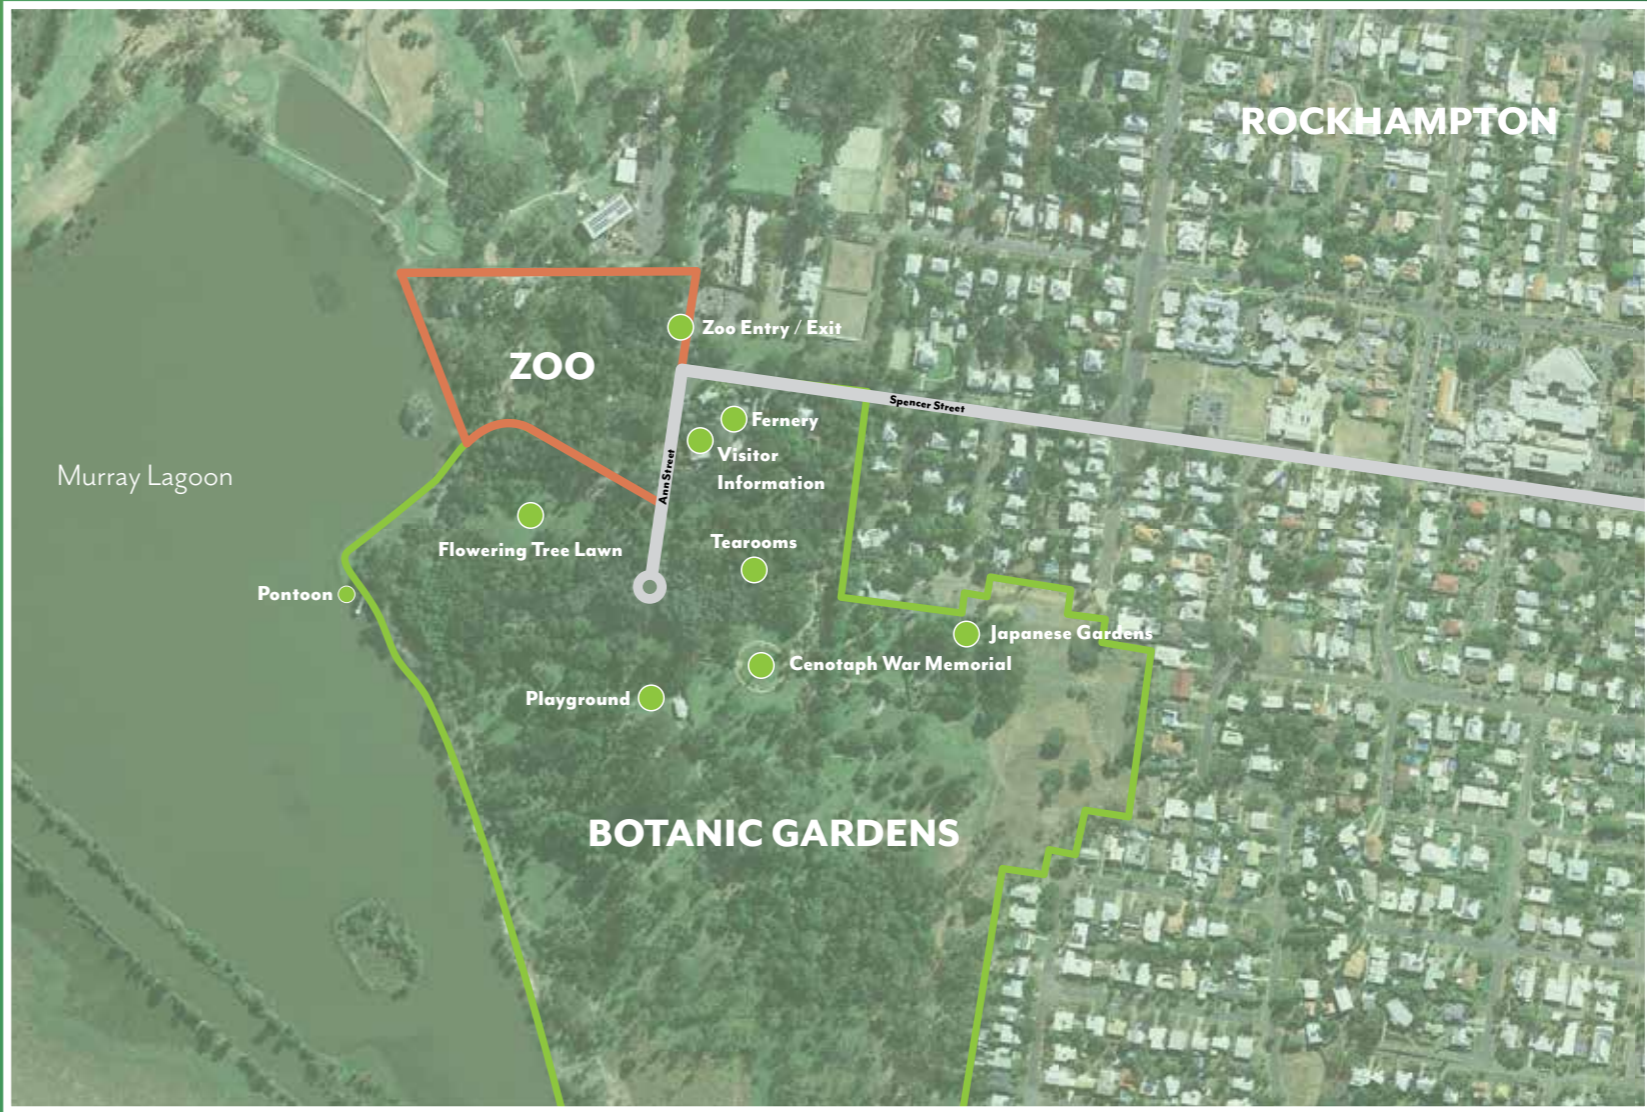 ROCKHAMPTON
Zoo Entry / Exit
ZOO
Spencer Street
Fernery
Visitor
Information
Murray Lagoon
Ann Street
Flowering Tree Lawn
Tearooms
Pontoon
Japanese Gardens
Cenotaph War Memorial
Playground
BOTANIC GARDENS